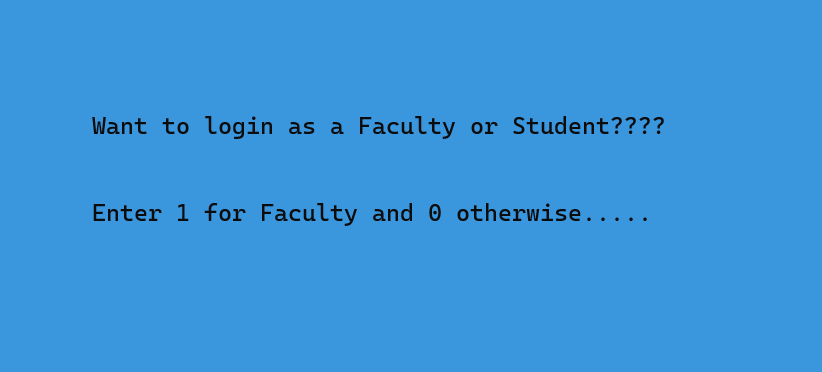 Want to login as a Faculty or Student????
Enter 1 for Faculty and 0 otherwise.....